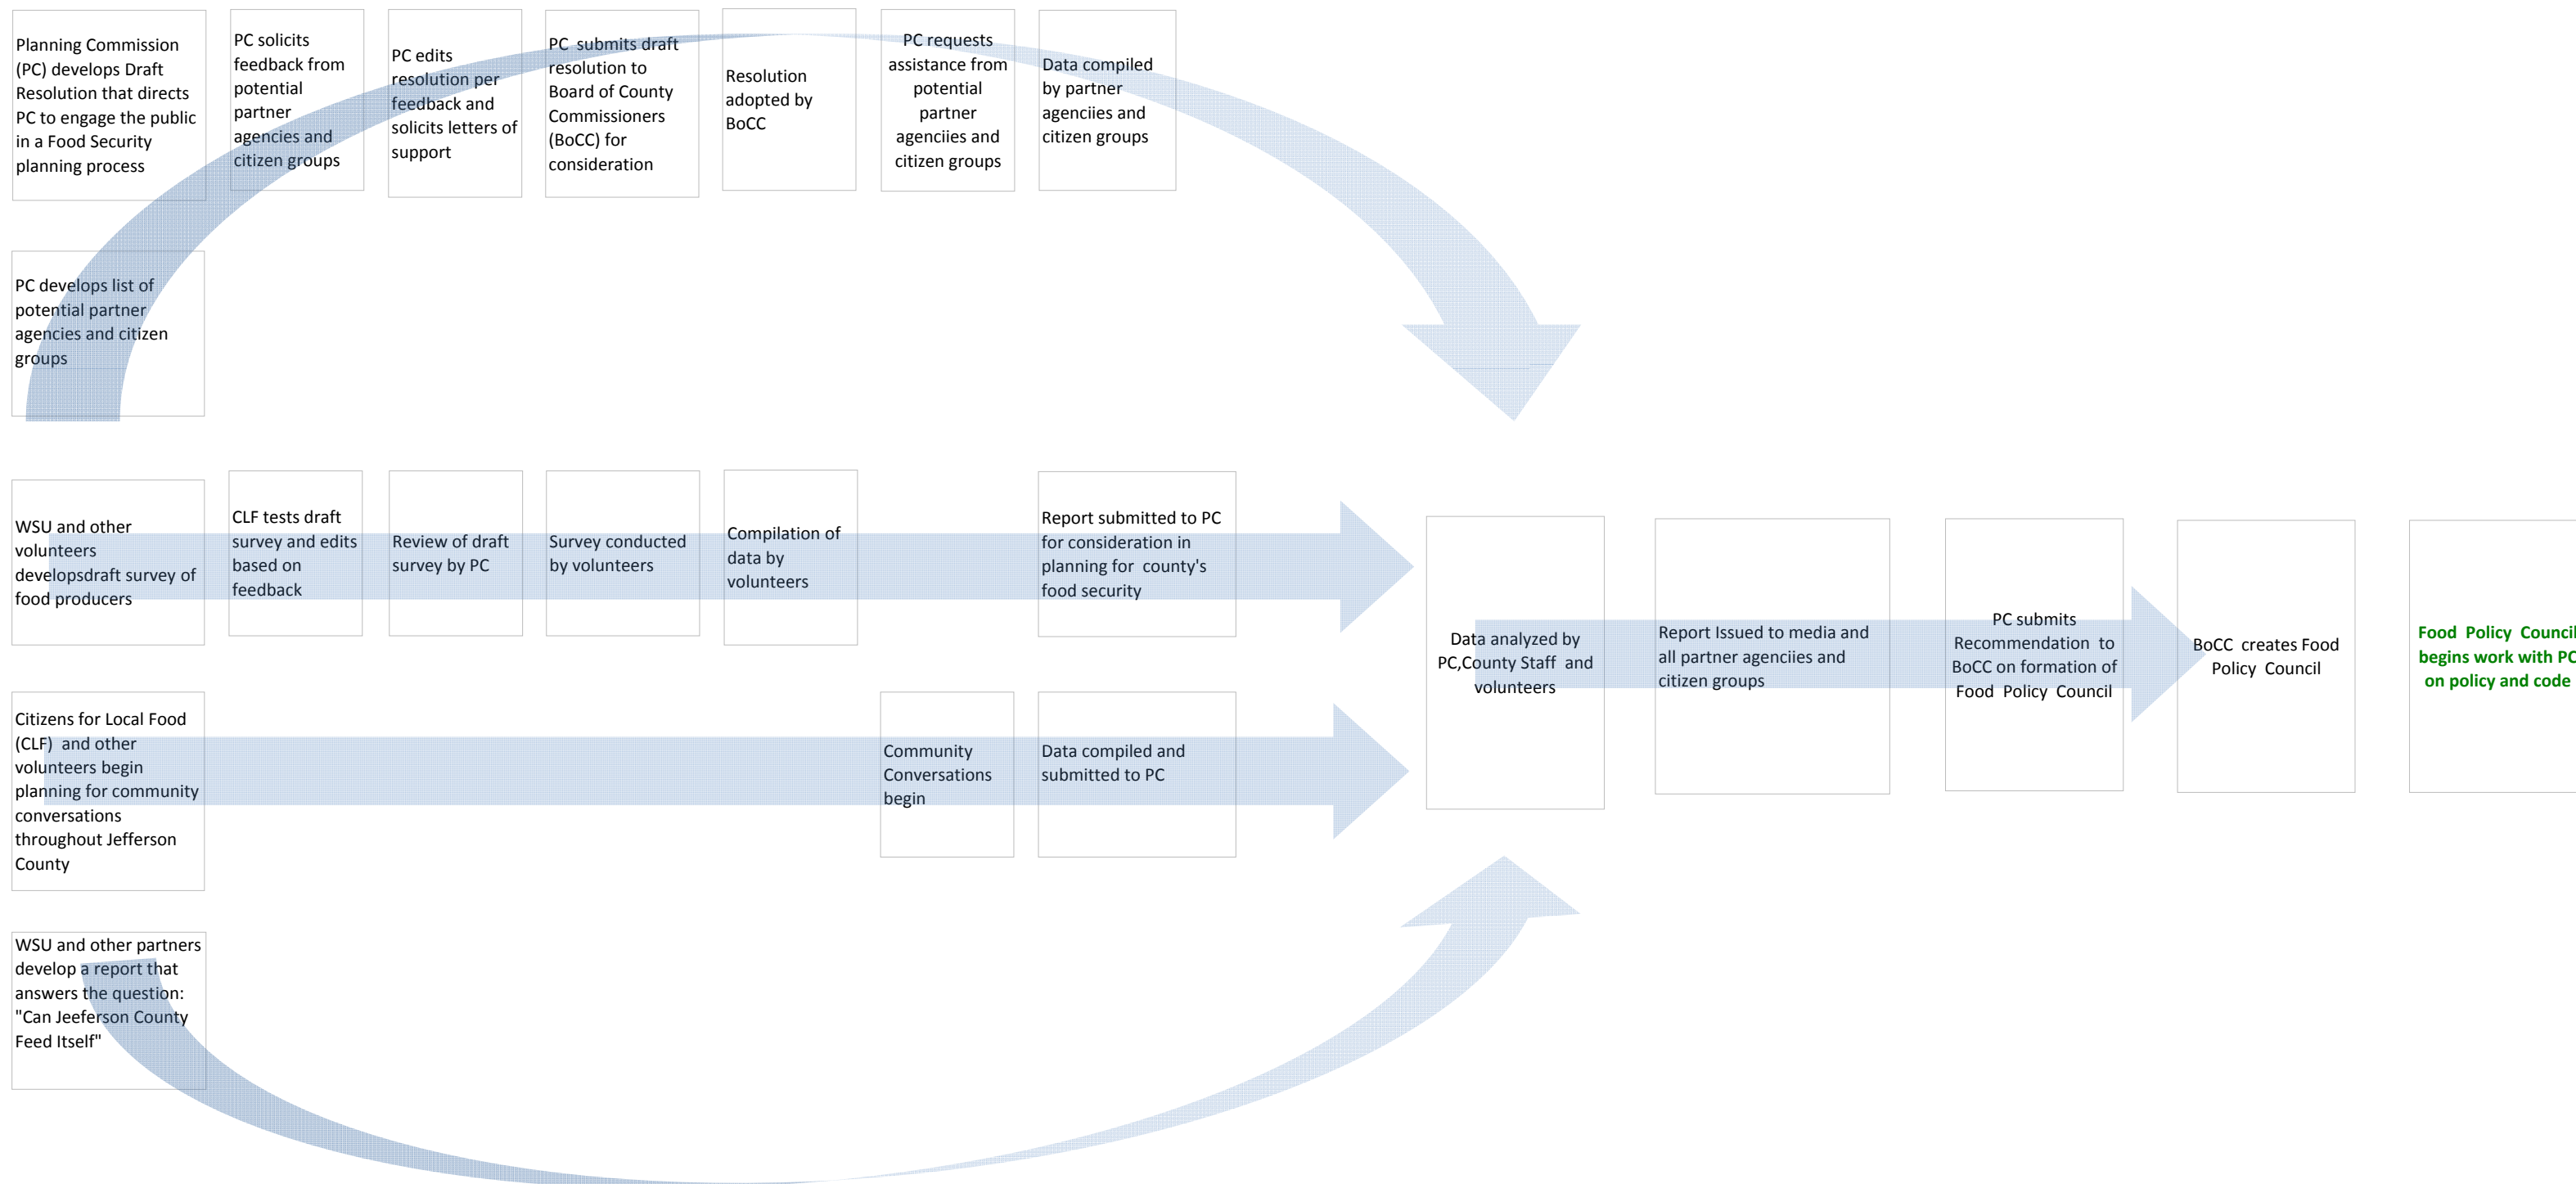 Planning Commission
(PC) develops Draft
Resolution that directs
PC to engage the public
in a Food Security
planning process
PC solicits
feedback from
potential
partner
agencies and
citizen groups
PC edits
resolution per
feedback and
solicits letters of
support
PC submits draft
resolution to
Board of County
Commissioners
(BoCC) for
consideration
Resolution
adopted by
BoCC
PC requests
assistance from
potential
partner
agenciies and
citizen groups
Data compiled
by partner
agenciies and
citizen groups
PC develops list of
potential partner
agencies and citizen
groups
WSU and other
volunteers
developsdraft survey of
food producers
CLF tests draft
survey and edits
based on
feedback
Review of draft
survey by PC
Survey conducted
by volunteers
Compilation of
data by
volunteers
Report submitted to PC
for consideration in
planning for county's
food security
Citizens for Local Food
(CLF) and other
volunteers begin
planning for community
conversations
throughout Jefferson
County
Community
Conversations
begin
Data compiled and
submitted to PC
WSU and other partners
develop a report that
answers the question:
"Can Jeeferson County
Feed Itself"
Data analyzed by
PC,County Staff and
volunteers
Report Issued to media and
all partner agenciies and
citizen groups
PC submits
Recommendation to
BoCC on formation of
Food Policy Council
BoCC creates Food
Policy Council
Food Policy Council
begins work with PC
on policy and code